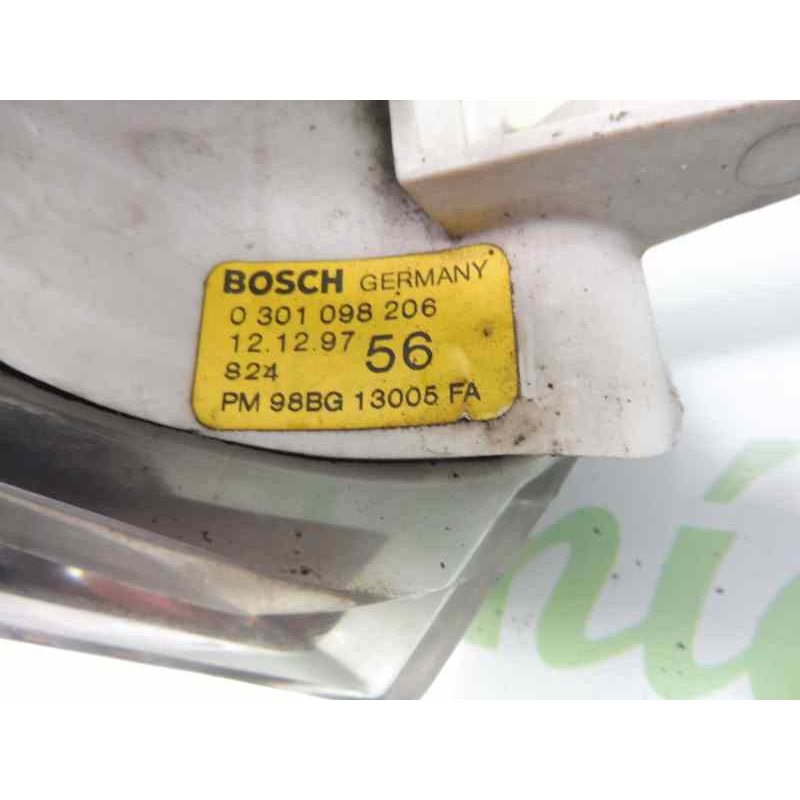 BOSCH GERMANY
0 301 098 206
12.12.97 56
S24
PM 98BG 13005 FA